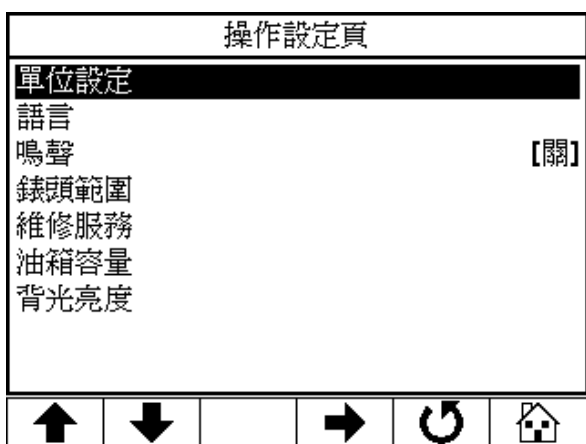 操作設定頁
單位設定
語言
鳴聲 [關]
錶頭範圍
維修服務
油箱容量
背光亮度